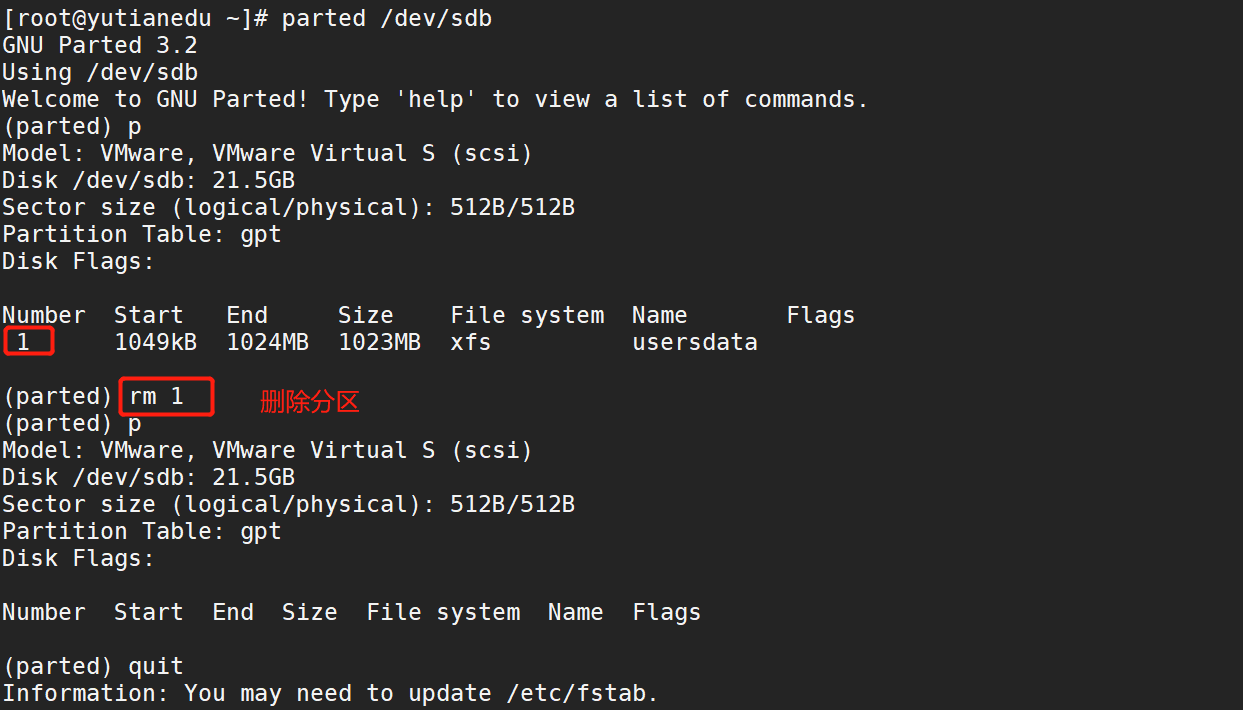 [root@yutianedu ~]# parted /dev/sdb
GNU Parted 3.2
Using /dev/sdb
Welcome to GNU Parted! Type 'help' to view a list of commands.
(parted) p
Model: VMware, VMware Virtual S (scsi)
Disk /dev/sdb: 21.5GB
Sector size (logical/physical): 512B/512B
Partition Table: gpt
Disk Flags:
Number  Start   End     Size    File system  Name       Flags
 1      1049kB  1024MB  1023MB  xfs          usersdata
(parted) rm 1 删除分区
(parted) p
Model: VMware, VMware Virtual S (scsi)
Disk /dev/sdb: 21.5GB
Sector size (logical/physical): 512B/512B
Partition Table: gpt
Disk Flags:
Number  Start  End  Size  File system  Name  Flags
(parted) quit
Information: You may need to update /etc/fstab.